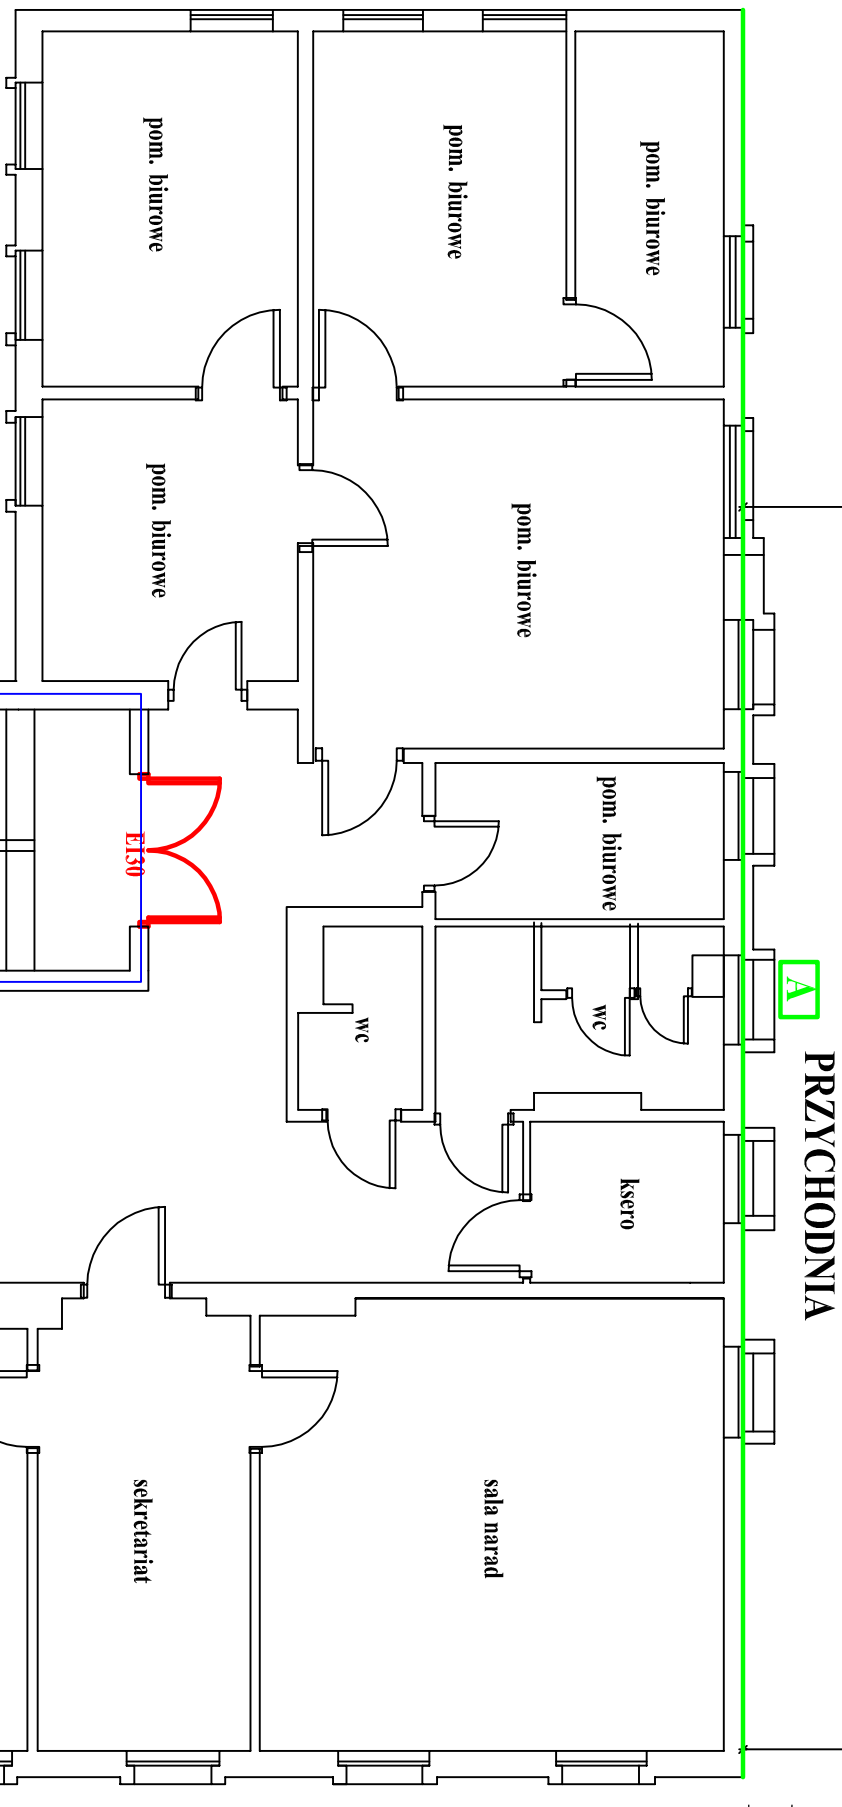 pom. biurowe
pom. biurowe
pom. biurowe
pom. biurowe
pom. biurowe
pom. biurowe
EI30
wc
wc
A
PRZYCHODNIA
ksero
sekretariat
sala narad